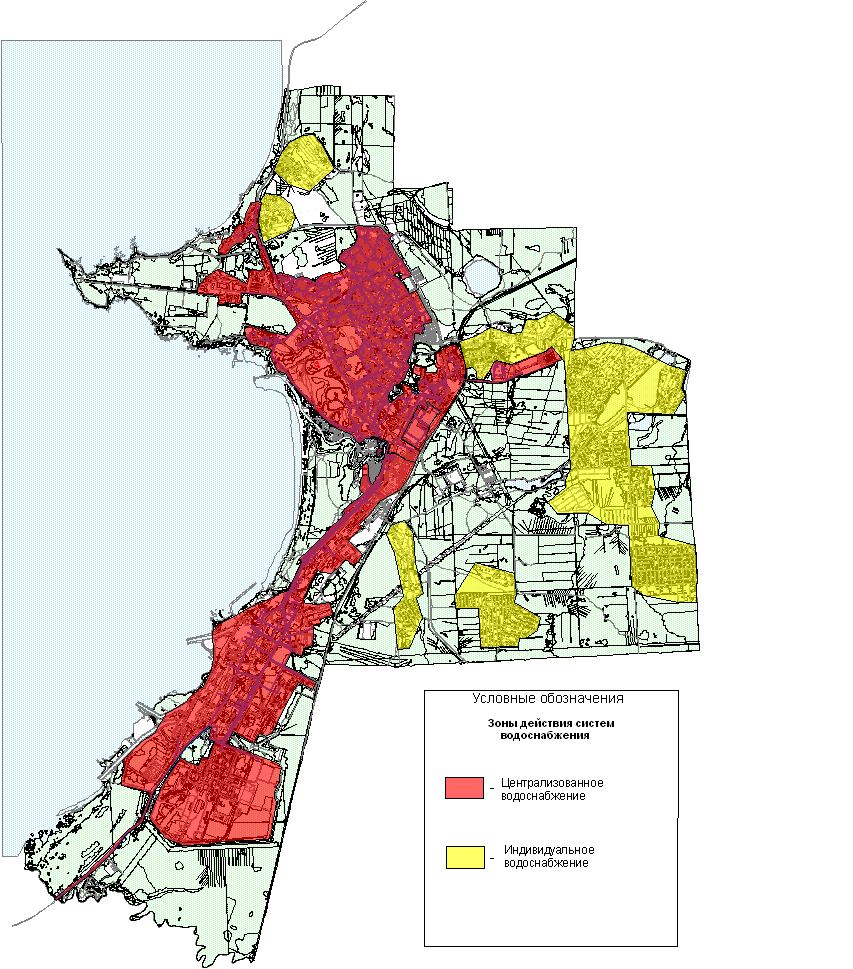 Условные обозначения
Зоны действия систем
водоснабжения
- Централизованное
водоснабжение
- Индивидуальное
водоснабжение